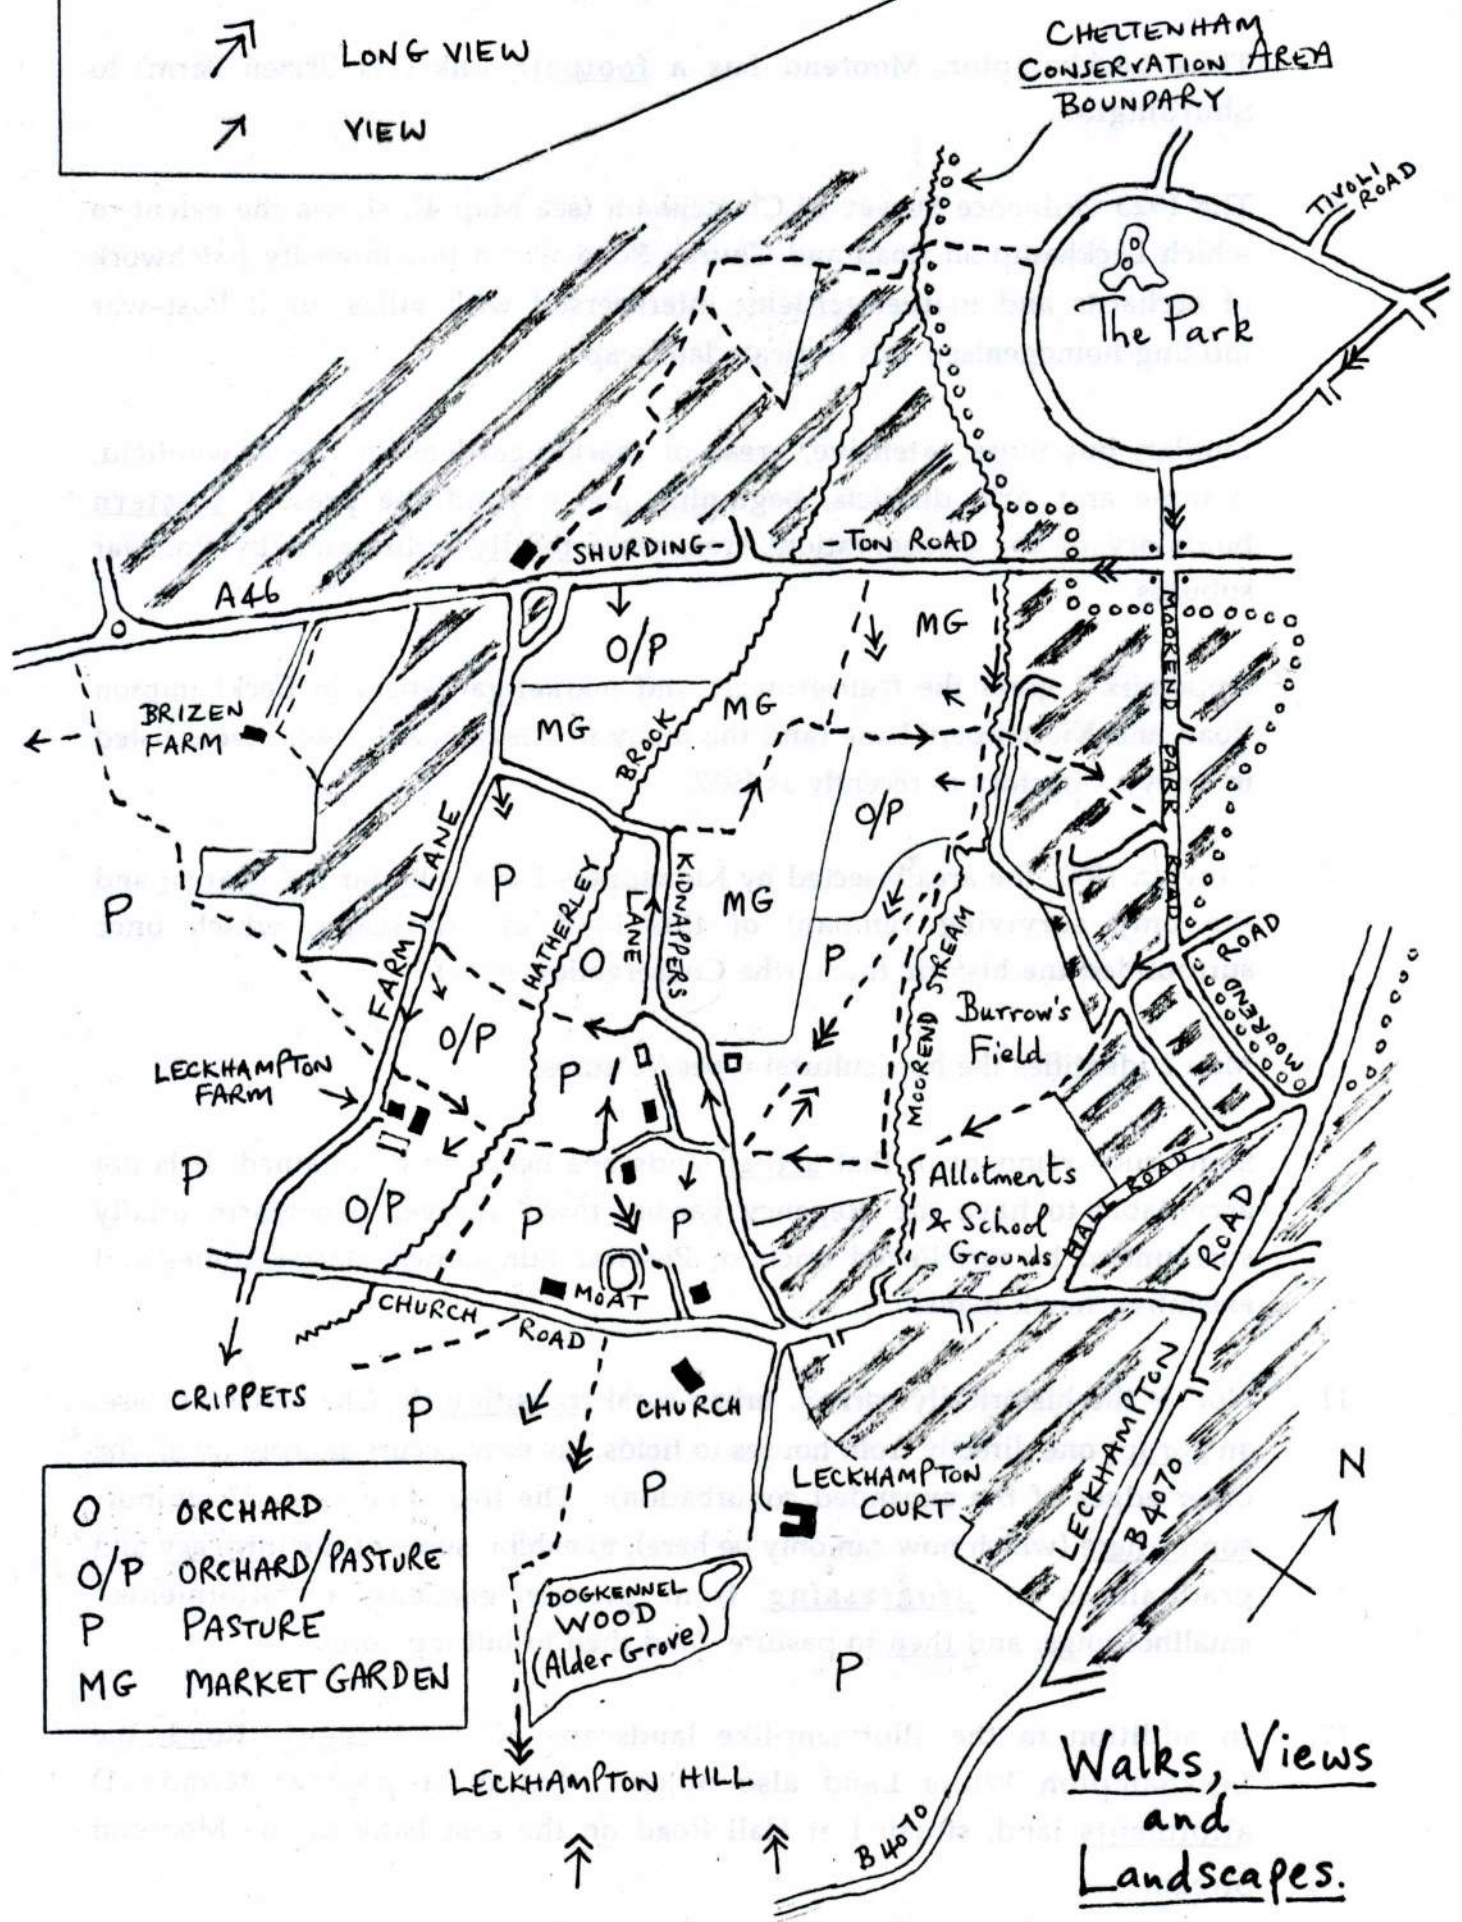 LONG VIEW
VIEW
CHELTENHAM
CONSERVATION AREA
BOUNDARY
TIVOLI
ROAD
The Park
SHURDING TON ROAD
A46
O/P
MG
MOOREND PARK ROAD
BRIZEN
FARM
MG
MG
BROOK
O/P
FARM LANE
P
HATHERLEY
KIDNAPPERS
LANE
MG
P
O
P
MOOREND ROAD
MOOREND STREAM
Burrow's
Field
O/P
LECKHAMPTON
FARM
P
P
Allotments
& School
Grounds
HALL ROAD
ROAD
O/P
P
P
MOAT
CHURCH
ROAD
CRIPPETS
P
CHURCH
LECKHAMPTON
B4070
P
LECKHAMPTON
COURT
N
O ORCHARD
O/P ORCHARD/PASTURE
P PASTURE
MG MARKET GARDEN
DOGKENNEL
WOOD
(Alder Grove)
P
LECKHAMPTON HILL
B4070
Walks, Views
and
Landscapes.